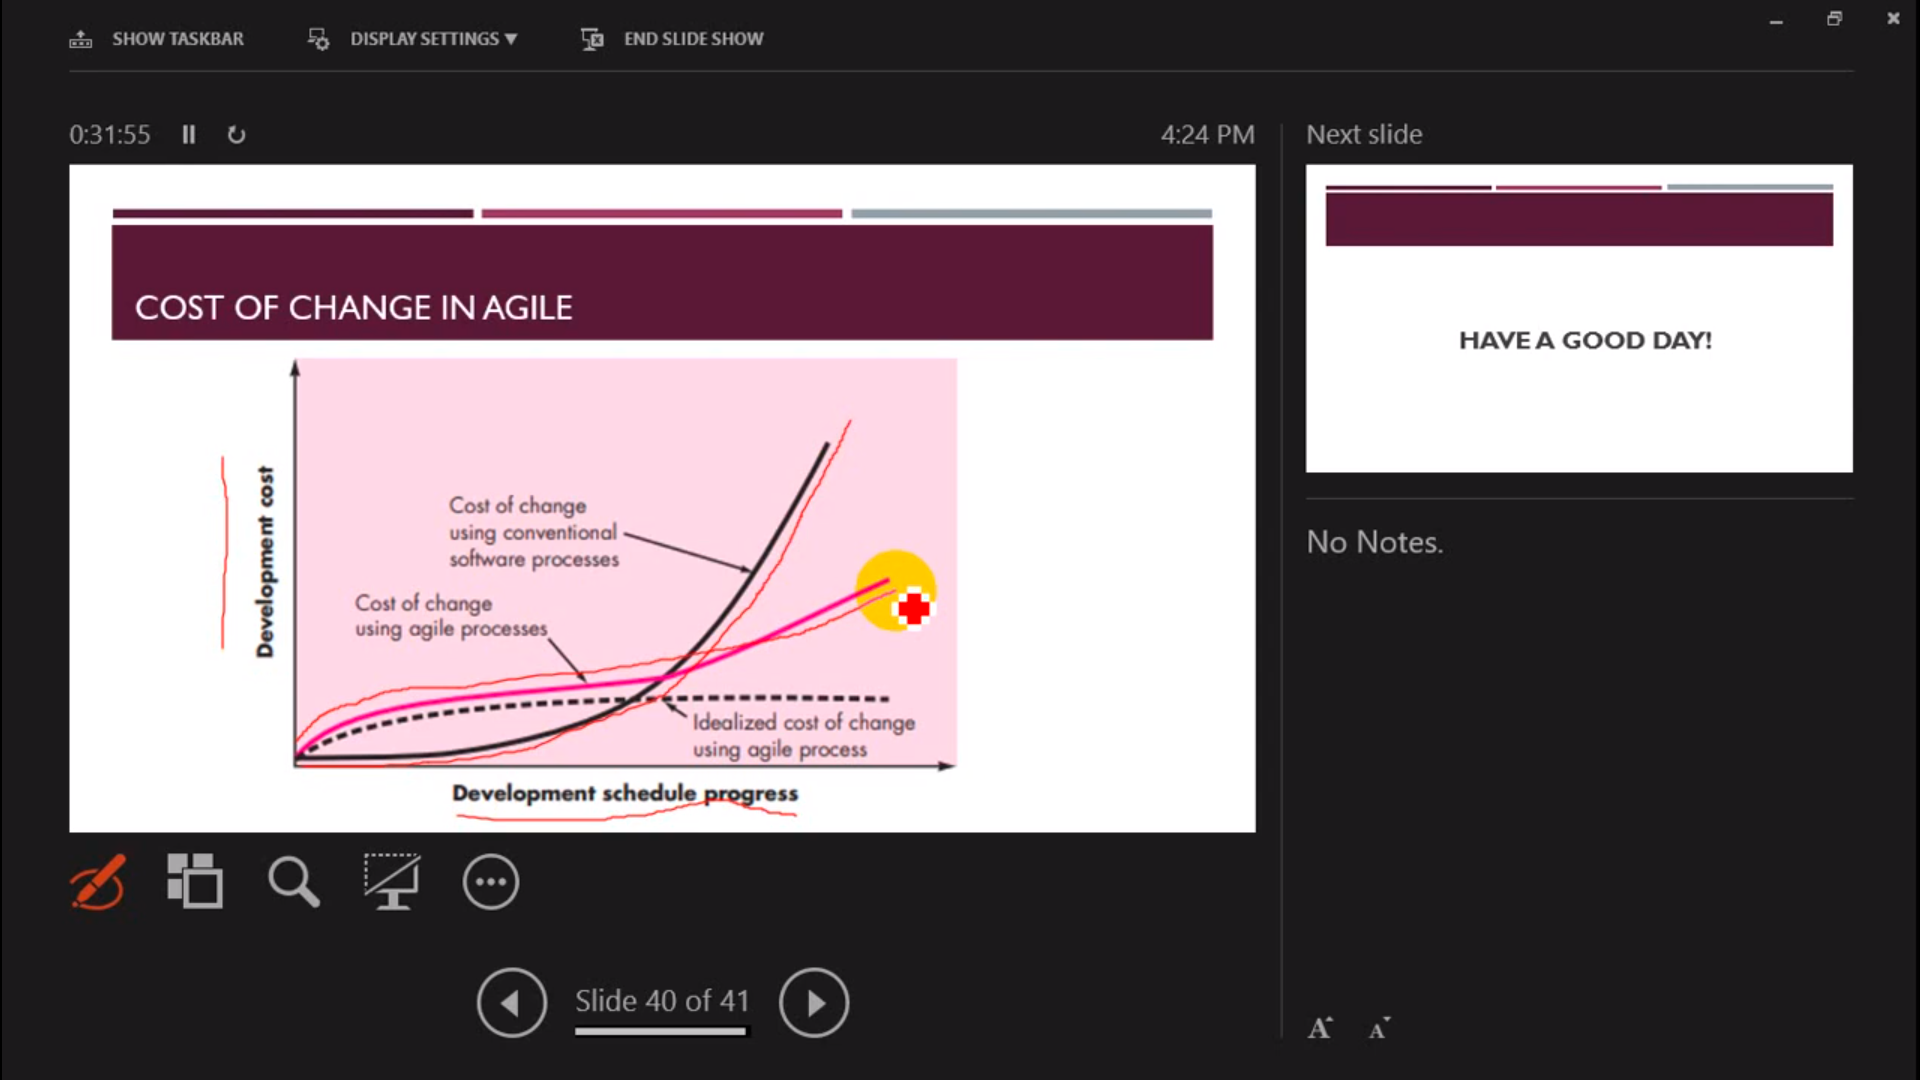 SHOW TASKBAR
DISPLAY SETTINGS ▼
END SLIDE SHOW
0:31:55
4:24 PM
Next slide
COST OF CHANGE IN AGILE
Development cost
Cost of change
using conventional
software processes
Cost of change
using agile processes
Idealized cost of change
using agile process
Development schedule progress
HAVE A GOOD DAY!
No Notes.
Slide 40 of 41
A
A